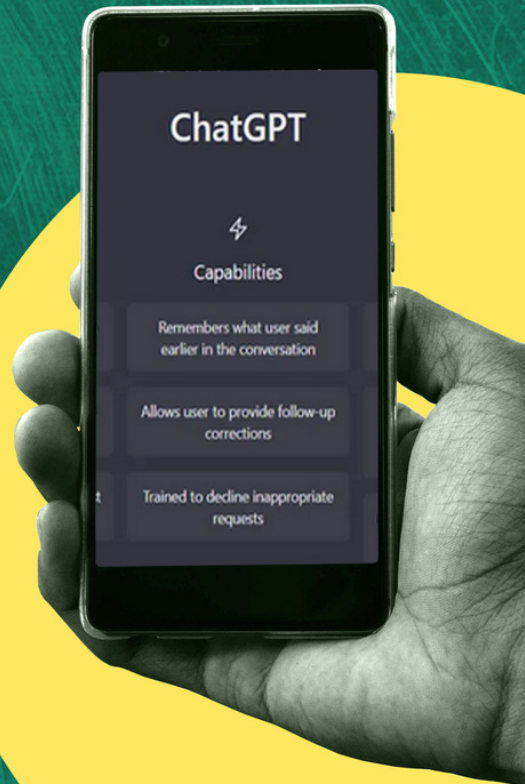 ChatGPT
Capabilities
Remembers what user said
earlier in the conversation
Allows user to provide follow-up
corrections
Trained to decline inappropriate
requests